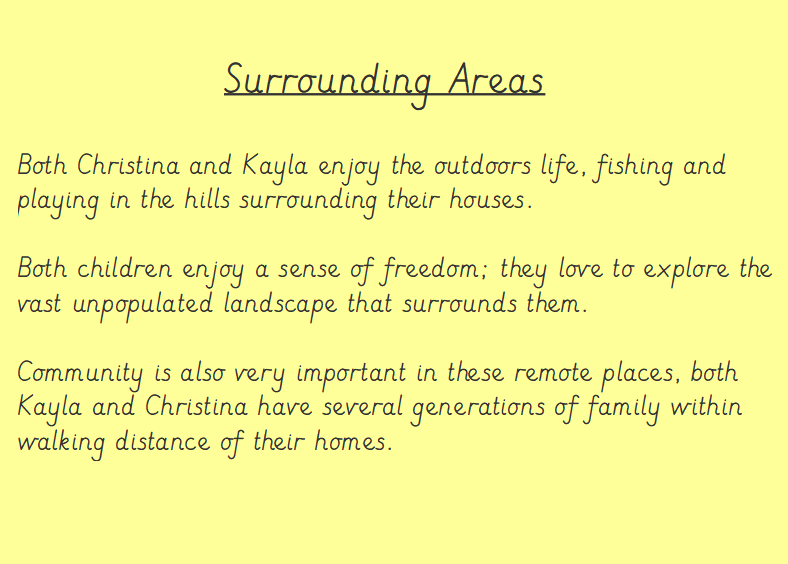 Surrounding Areas
Both Christina and Kayla enjoy the outdoors life, fishing and
playing in the hills surrounding their houses.
Both children enjoy a sense of freedom; they love to explore the
vast unpopulated landscape that surrounds them.
Community is also very important in these remote places, both
Kayla and Christina have several generations of family within
walking distance of their homes.